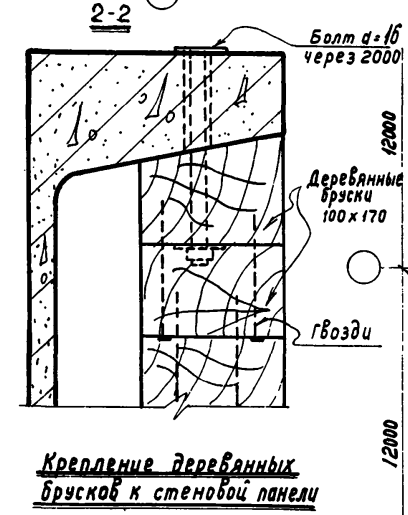 2-2
Болт d=16
через 2000
12000
Деревянные
бруски
100 x 170
Гвозди
12000
Крепление деревянных
брусков к стеновой панели